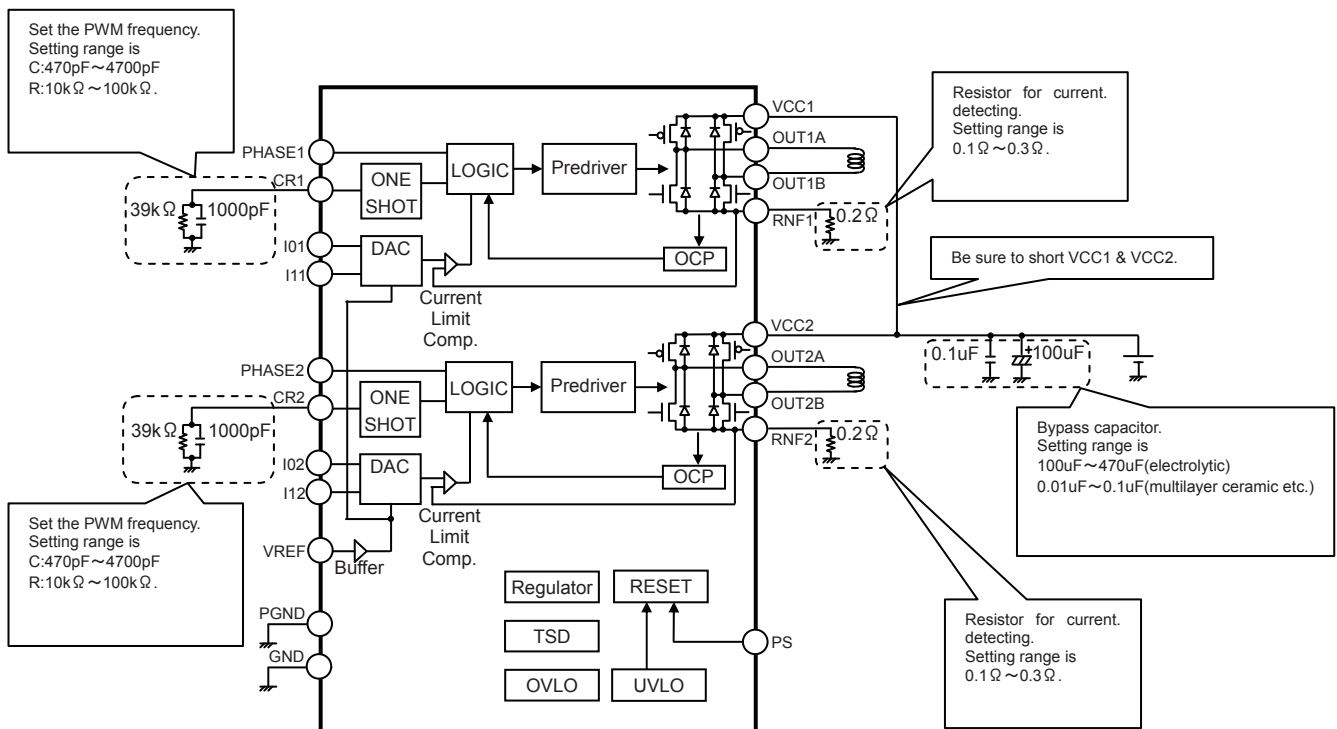 Set the PWM frequency.
Setting range is
C:470pF～4700pF
R:10kΩ～100kΩ.
PHASE1
CR1
39kΩ
1000pF
I01
I11
ONE
SHOT
LOGIC
Predriver
DAC
OCP
Current
Limit
Comp.
VCC1
OUT1A
OUT1B
RNF1
0.2Ω
Resistor for current.
detecting.
Setting range is
0.1Ω～0.3Ω.
Be sure to short VCC1 & VCC2.
PHASE2
CR2
39kΩ
1000pF
I02
I12
VREF
Buffer
ONE
SHOT
LOGIC
Predriver
DAC
OCP
Current
Limit
Comp.
VCC2
OUT2A
OUT2B
RNF2
0.2Ω
0.1uF
+100uF
Bypass capacitor.
Setting range is
100uF～470uF(electrolytic)
0.01uF～0.1uF(multilayer ceramic etc.)
Set the PWM frequency.
Setting range is
C:470pF～4700pF
R:10kΩ～100kΩ.
PGND
GND
Regulator
RESET
TSD
OVLO
UVLO
PS
Resistor for current.
detecting.
Setting range is
0.1Ω～0.3Ω.